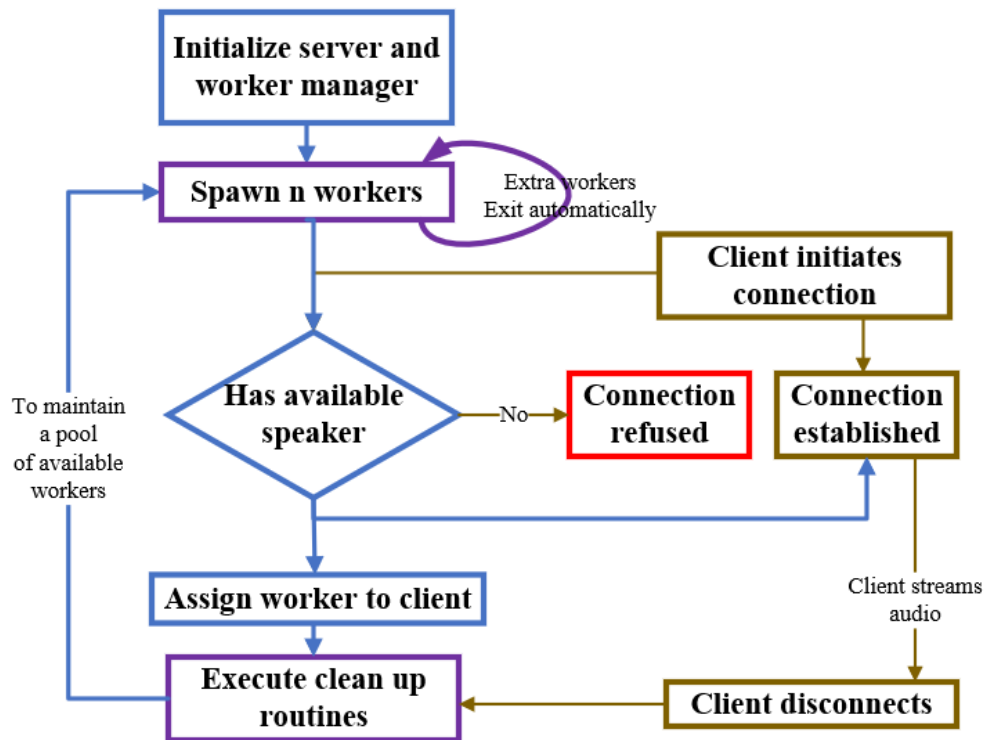 Initialize server and
worker manager
Spawn n workers
Extra workers
Exit automatically
Client initiates
connection
Has available
speaker
No
Connection
refused
Connection
established
To maintain
a pool
of available
workers
Assign worker to client
Client streams
audio
Execute clean up
routines
Client disconnects